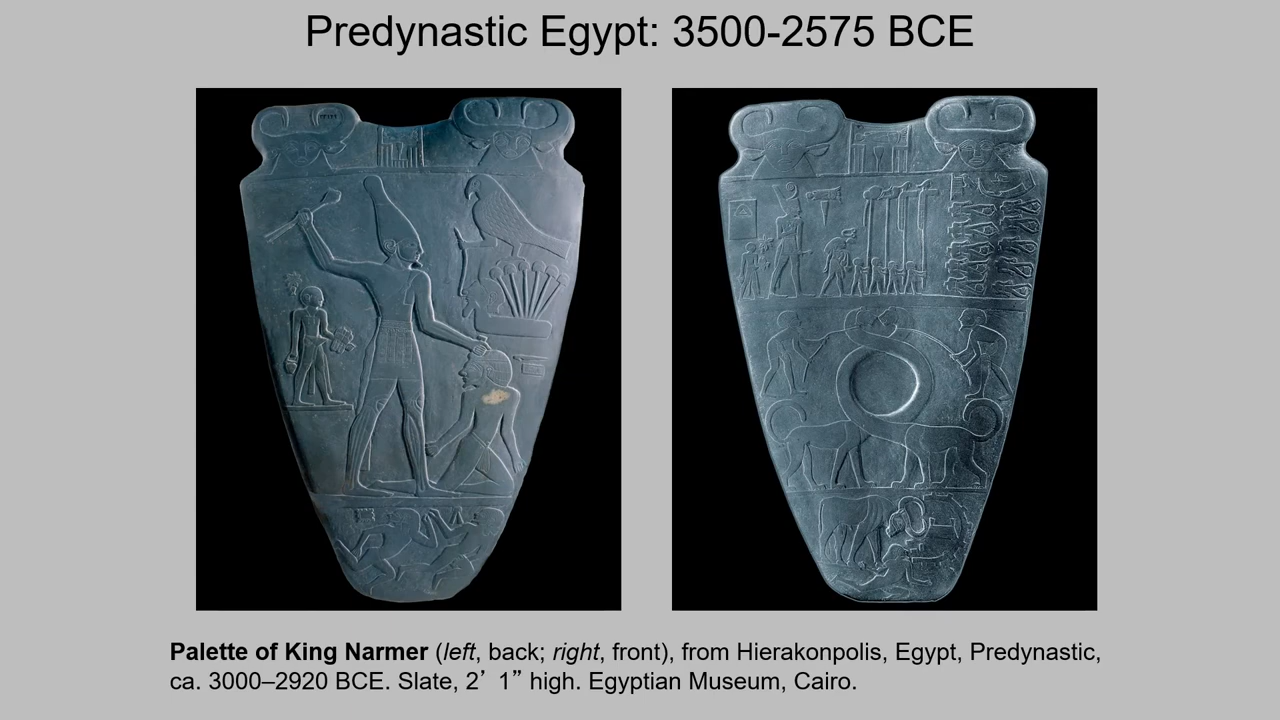 Predynastic Egypt: 3500-2575 BCE
Palette of King Narmer (left, back; right, front), from Hierakonpolis, Egypt, Predynastic,
ca. 3000–2920 BCE. Slate, 2’ 1” high. Egyptian Museum, Cairo.